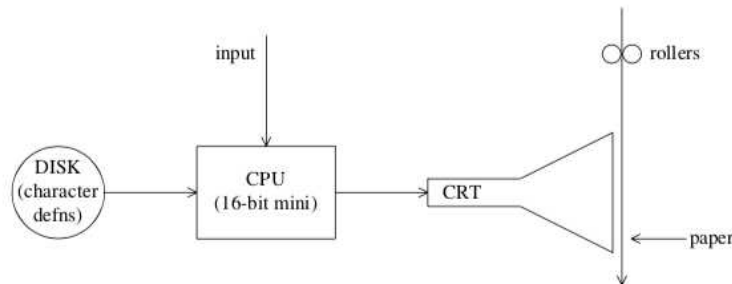 input
rollers
DISK
(character
defns)
CPU
(16-bit mini)
CRT
paper